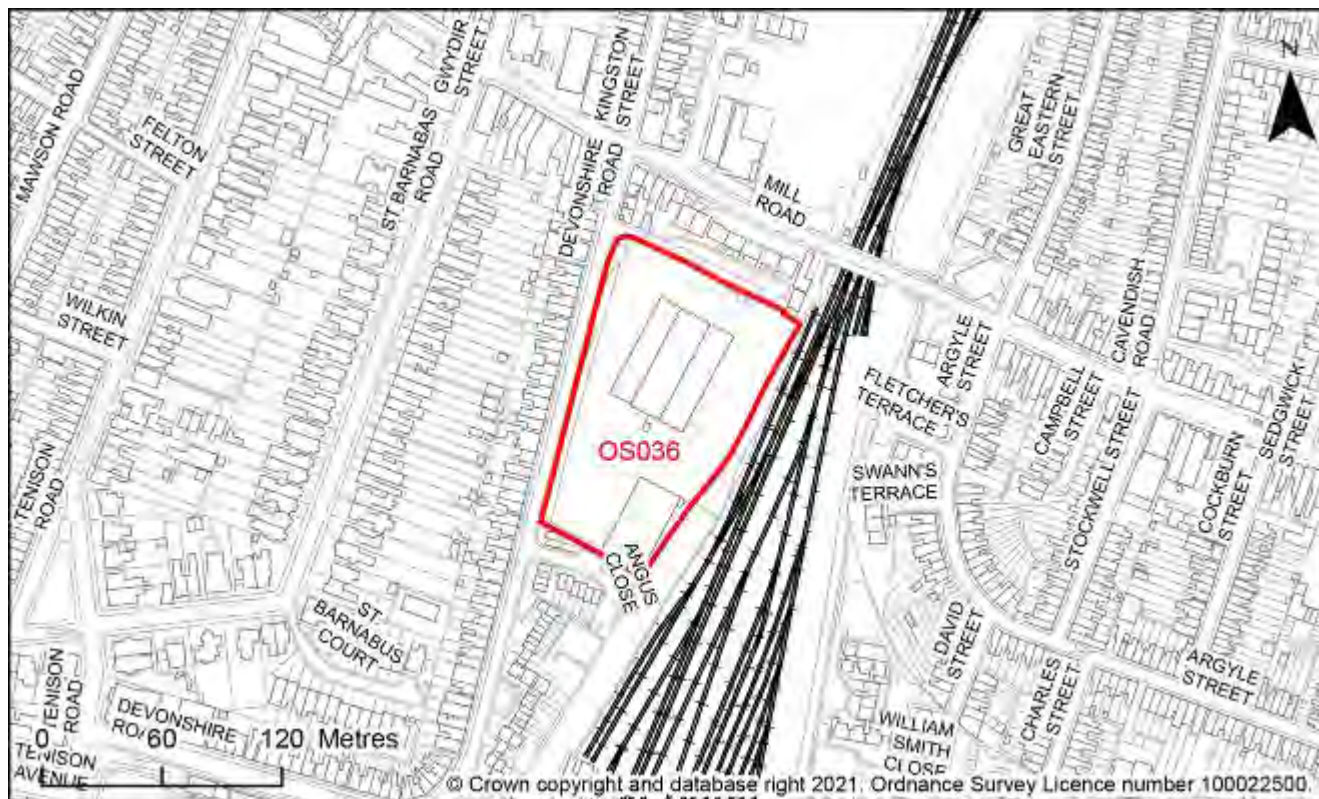 MAWSON ROAD
FELTON
STREET
ST BARNABAS
ROAD
GWYDIR
STREET
KINGSTON
STREET
DEVONSHIRE
ROAD
MILL
ROAD
GREAT
EASTERN
STREET
CAVENDISH
ROAD
SEDGWICK
STREET
N
WILKIN
STREET
TENISON
ROAD
OS036
ANGUS
CLOSE
ARGYLE
STREET
FLETCHER'S
TERRACE
CAMPBELL
STREET
STOCKWELL STREET
COCKBURN
STREET
SWANN'S
TERRACE
DAVID
STREET
CHARLES
STREET
ARGYLE
STREET
WILLIAM
SMITH
CLOSE
ST.
BARNABUS
COURT
TENISON
ROAD
DEVONSHIRE
TENISON
AVENUE
0 60 120 Metres
© Crown copyright and database right 2021. Ordnance Survey Licence number 100022500.